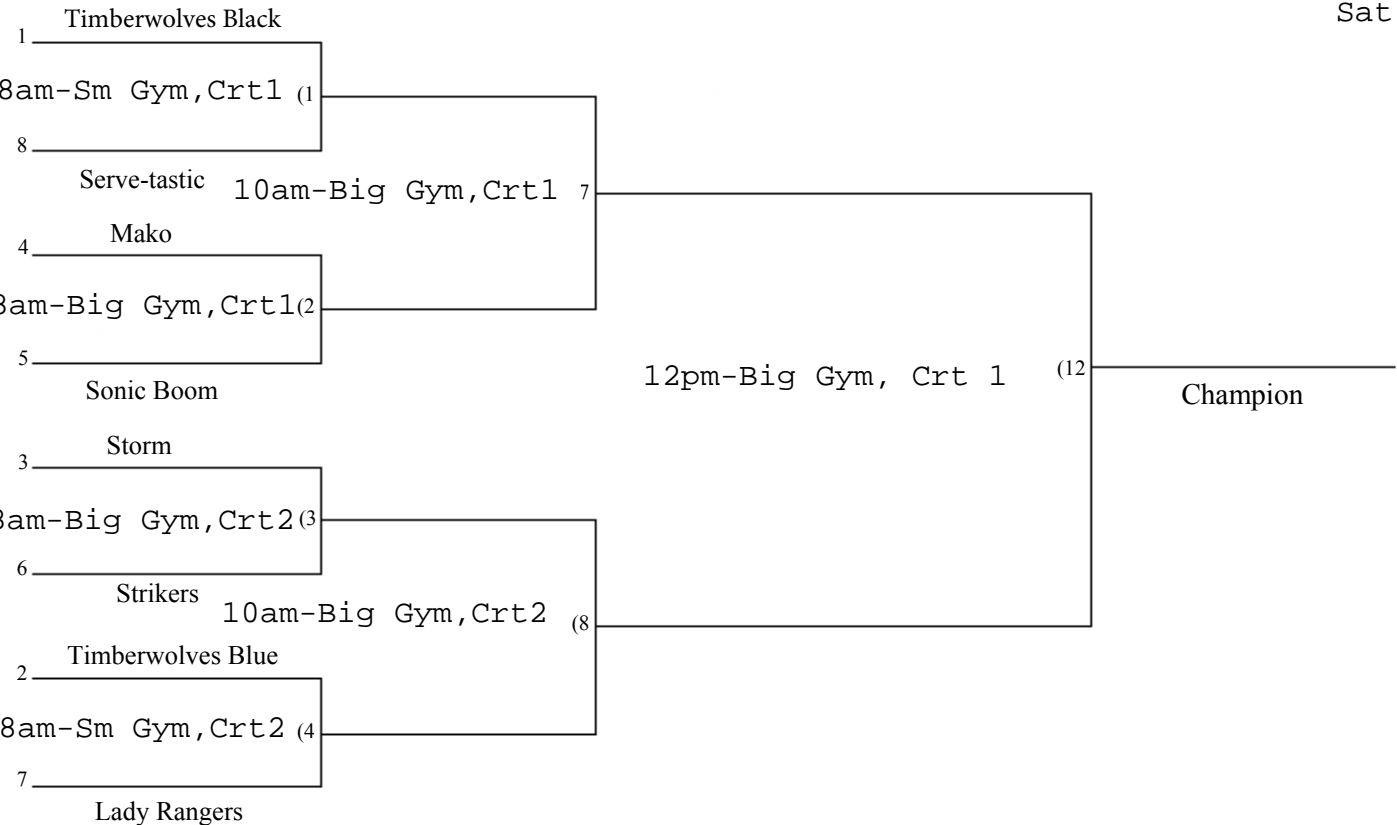 Sat
Timberwolves Black
1
8am-Sm Gym,Crt1 (1
8
Serve-tastic
10am-Big Gym,Crt1 7
Mako
4
8am-Big Gym,Crt1(2
5
Sonic Boom
12pm-Big Gym, Crt 1 (12
Champion
Storm
3
8am-Big Gym,Crt2(3
6
Strikers
10am-Big Gym,Crt2 (8
Timberwolves Blue
2
8am-Sm Gym,Crt2 (4
7
Lady Rangers